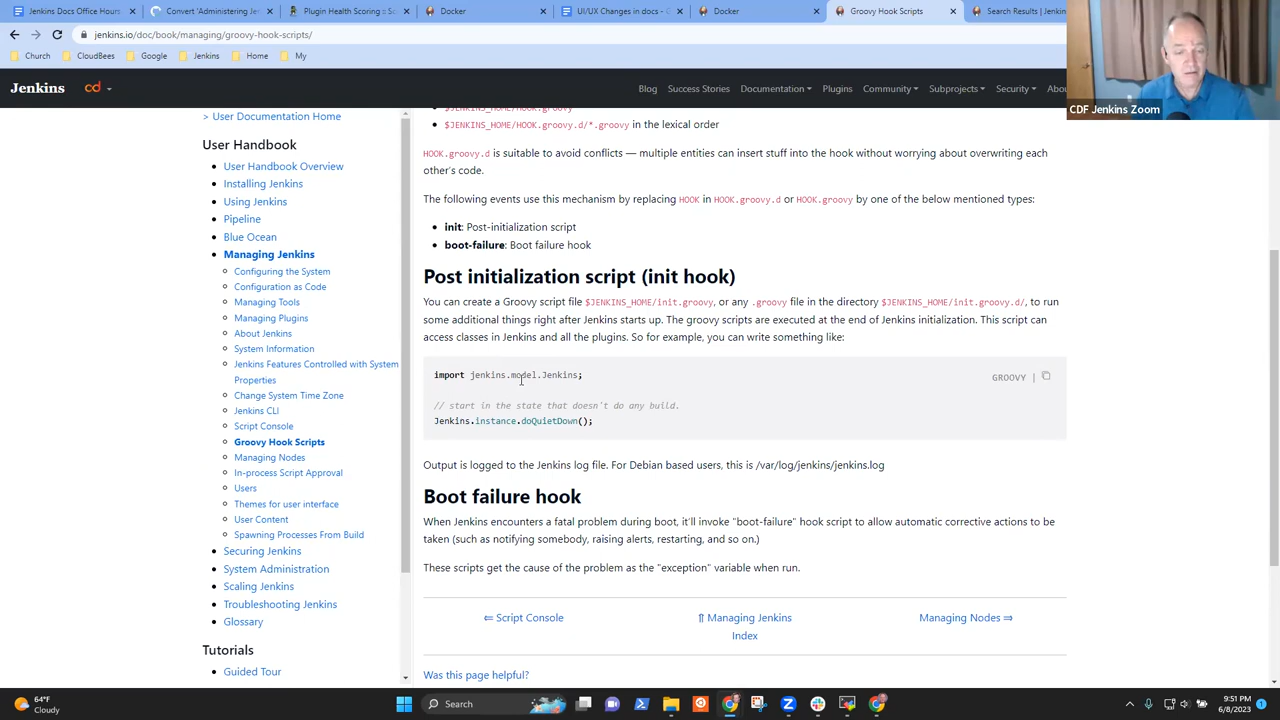 Jenkins Docs Office Hours
Convert 'Administering J
Plugin Health Scoring :: S
Docker
UI/UX Changes in docs -
Docker
Groovy Hook Scripts
Search Results | Jenkins
jenkins.io/doc/book/managing/groovy-hook-scripts/
Church CloudBees Google Jenkins Home My
Jenkins cd
Blog Success Stories Documentation Plugins Community Subprojects Security Abou
CDF Jenkins Zoom
> User Documentation Home
User Handbook
User Handbook Overview
Installing Jenkins
Using Jenkins
Pipeline
Blue Ocean
Managing Jenkins
Configuring the System
Configuration as Code
Managing Tools
Managing Plugins
About Jenkins
System Information
Jenkins Features Controlled with System
Properties
Change System Time Zone
Jenkins CLI
Script Console
Groovy Hook Scripts
Managing Nodes
In-process Script Approval
Users
Themes for user interface
User Content
Spawning Processes From Build
Securing Jenkins
System Administration
Scaling Jenkins
Troubleshooting Jenkins
Glossary
Tutorials
Guided Tour
$JENKINS_HOME/HOOK.groovy
$JENKINS_HOME/HOOK.groovy.d/*.groovy in the lexical order
HOOK.groovy.d is suitable to avoid conflicts — multiple entities can insert stuff into the hook without worrying about overwriting each
other's code.
The following events use this mechanism by replacing HOOK in HOOK.groovy.d or HOOK.groovy by one of the below mentioned types:
init: Post-initialization script
boot-failure: Boot failure hook
Post initialization script (init hook)
You can create a Groovy script file $JENKINS_HOME/init.groovy, or any .groovy file in the directory $JENKINS_HOME/init.groovy.d/, to run
some additional things right after Jenkins starts up. The groovy scripts are executed at the end of Jenkins initialization. This script can
access classes in Jenkins and all the plugins. So for example, you can write something like:
import jenkins.model.Jenkins;
GROOVY |
// start in the state that doesn't do any build.
Jenkins.instance.doQuietDown();
Output is logged to the Jenkins log file. For Debian based users, this is /var/log/jenkins/jenkins.log
Boot failure hook
When Jenkins encounters a fatal problem during boot, it'll invoke "boot-failure" hook script to allow automatic corrective actions to be
taken (such as notifying somebody, raising alerts, restarting, and so on.)
These scripts get the cause of the problem as the "exception" variable when run.
⇐ Script Console
⇑ Managing Jenkins
Index
Managing Nodes ⇒
Was this page helpful?
64°F
Cloudy
Search
9:51 PM
6/8/2023